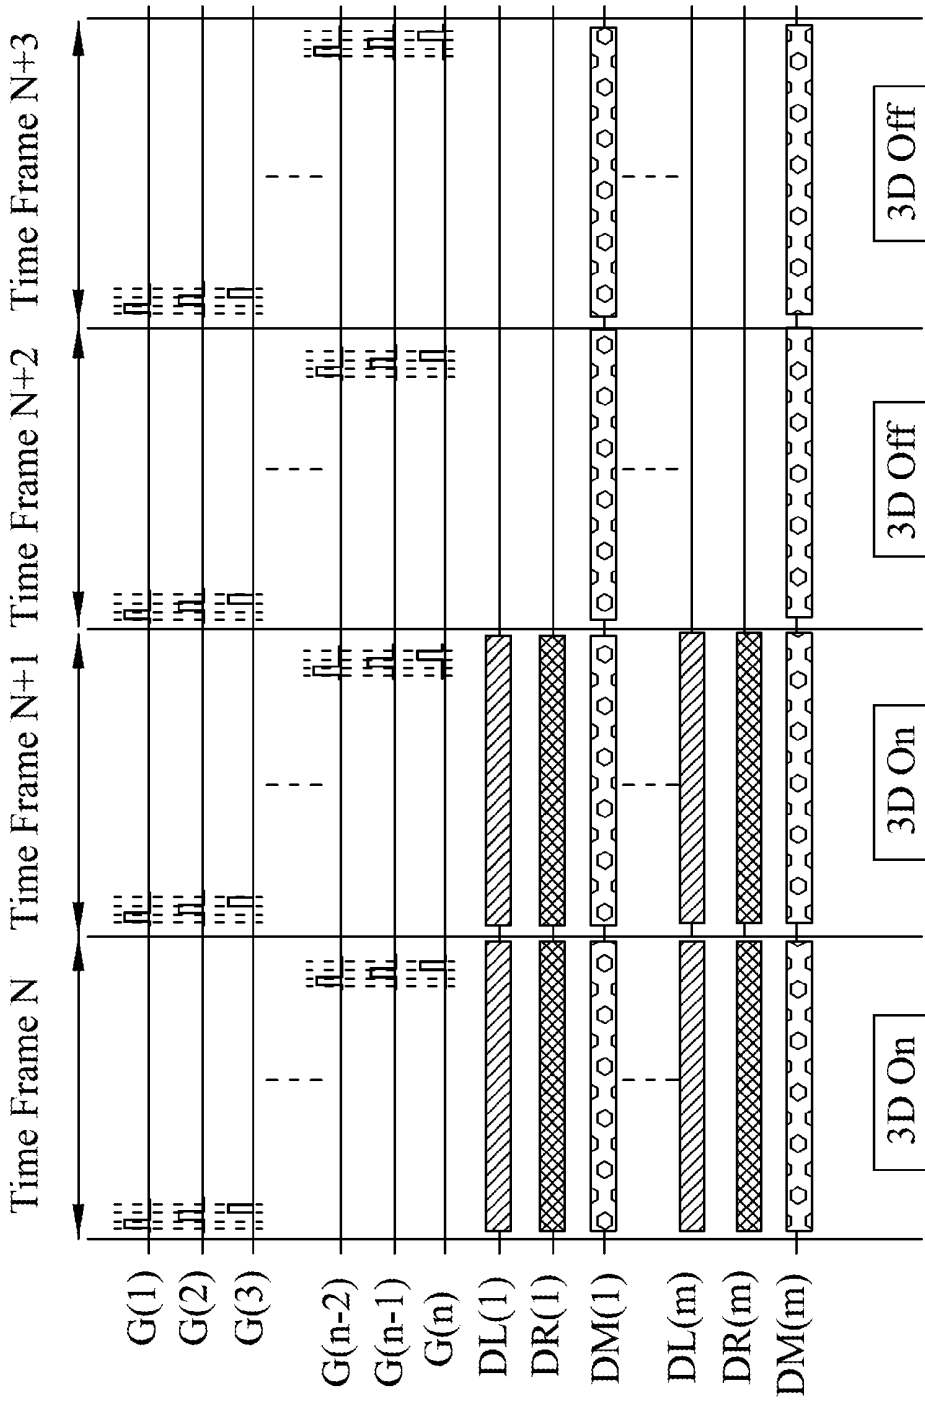 Time Frame N
Time Frame N+1
Time Frame N+2
Time Frame N+3
G(1)
G(2)
G(3)
G(n-2)
G(n-1)
G(n)
DL(1)
DR(1)
DM(1)
DL(m)
DR(m)
DM(m)
3D On
3D On
3D Off
3D Off